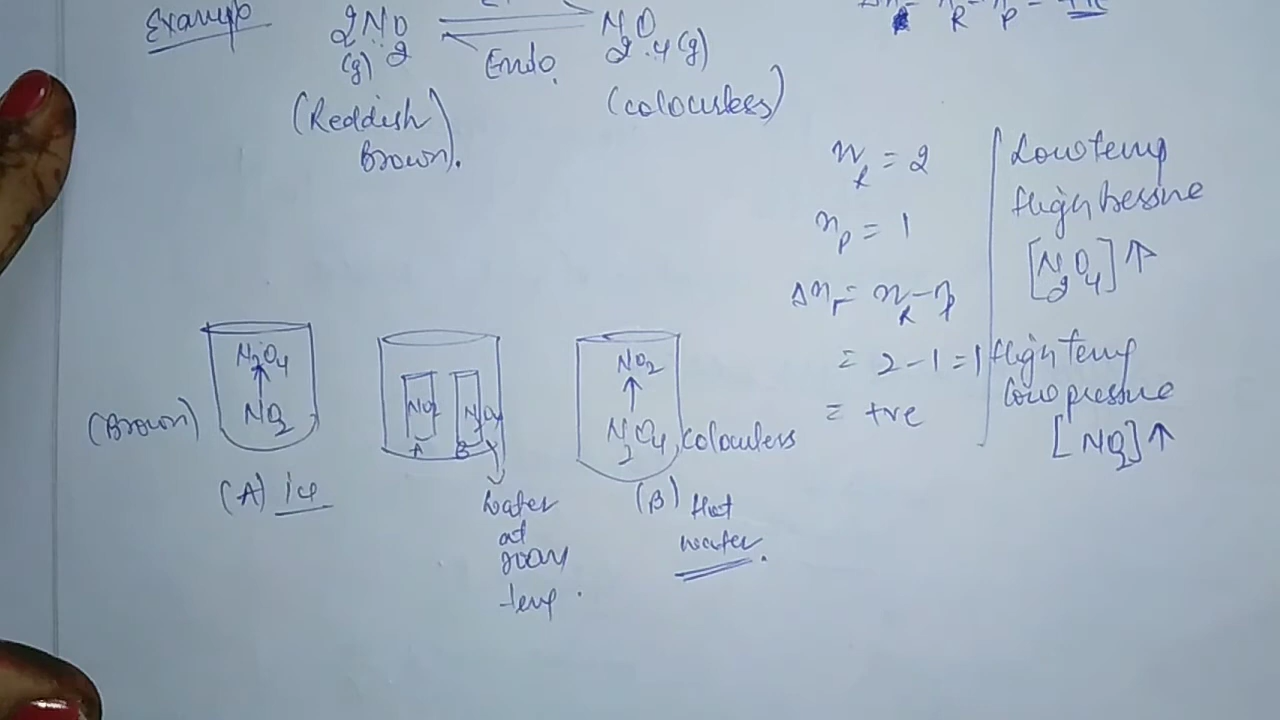 Example 2NO2 (g) ⇌ N2O4 (g)
Endo.
(Reddish Brown).
(colourless)
nR = 2
nP = 1
Δnr = nR - nP
= 2 - 1 = 1
= +ve
Low temp
High Pressure
[N2O4] ↑
High Temp
Low pressure
[NO2] ↑
N2O4
↑
NO2
(Brown)
(A) ice
NO2
N2O4
A
B
water
at
room
temp.
NO2
↑
N2O4 colourless
(B) Hot
water.